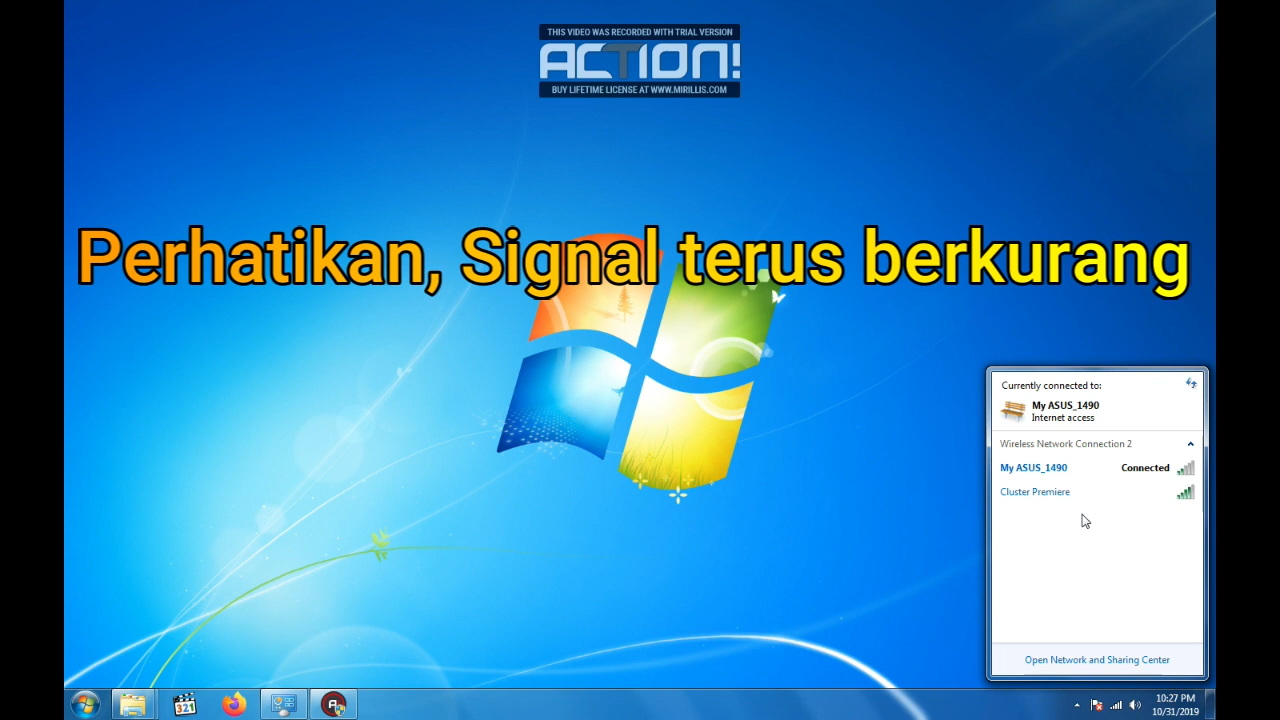 THIS VIDEO WAS RECORDED WITH TRIAL VERSION
ACTION!
BUY LIFETIME LICENSE AT WWW.MIRILLIS.COM
Perhatikan, Signal terus berkurang
Currently connected to:
My ASUS_1490
Internet access
Wireless Network Connection 2
My ASUS_1490 Connected
Cluster Premiere
Open Network and Sharing Center
321
10:27 PM
10/31/2019